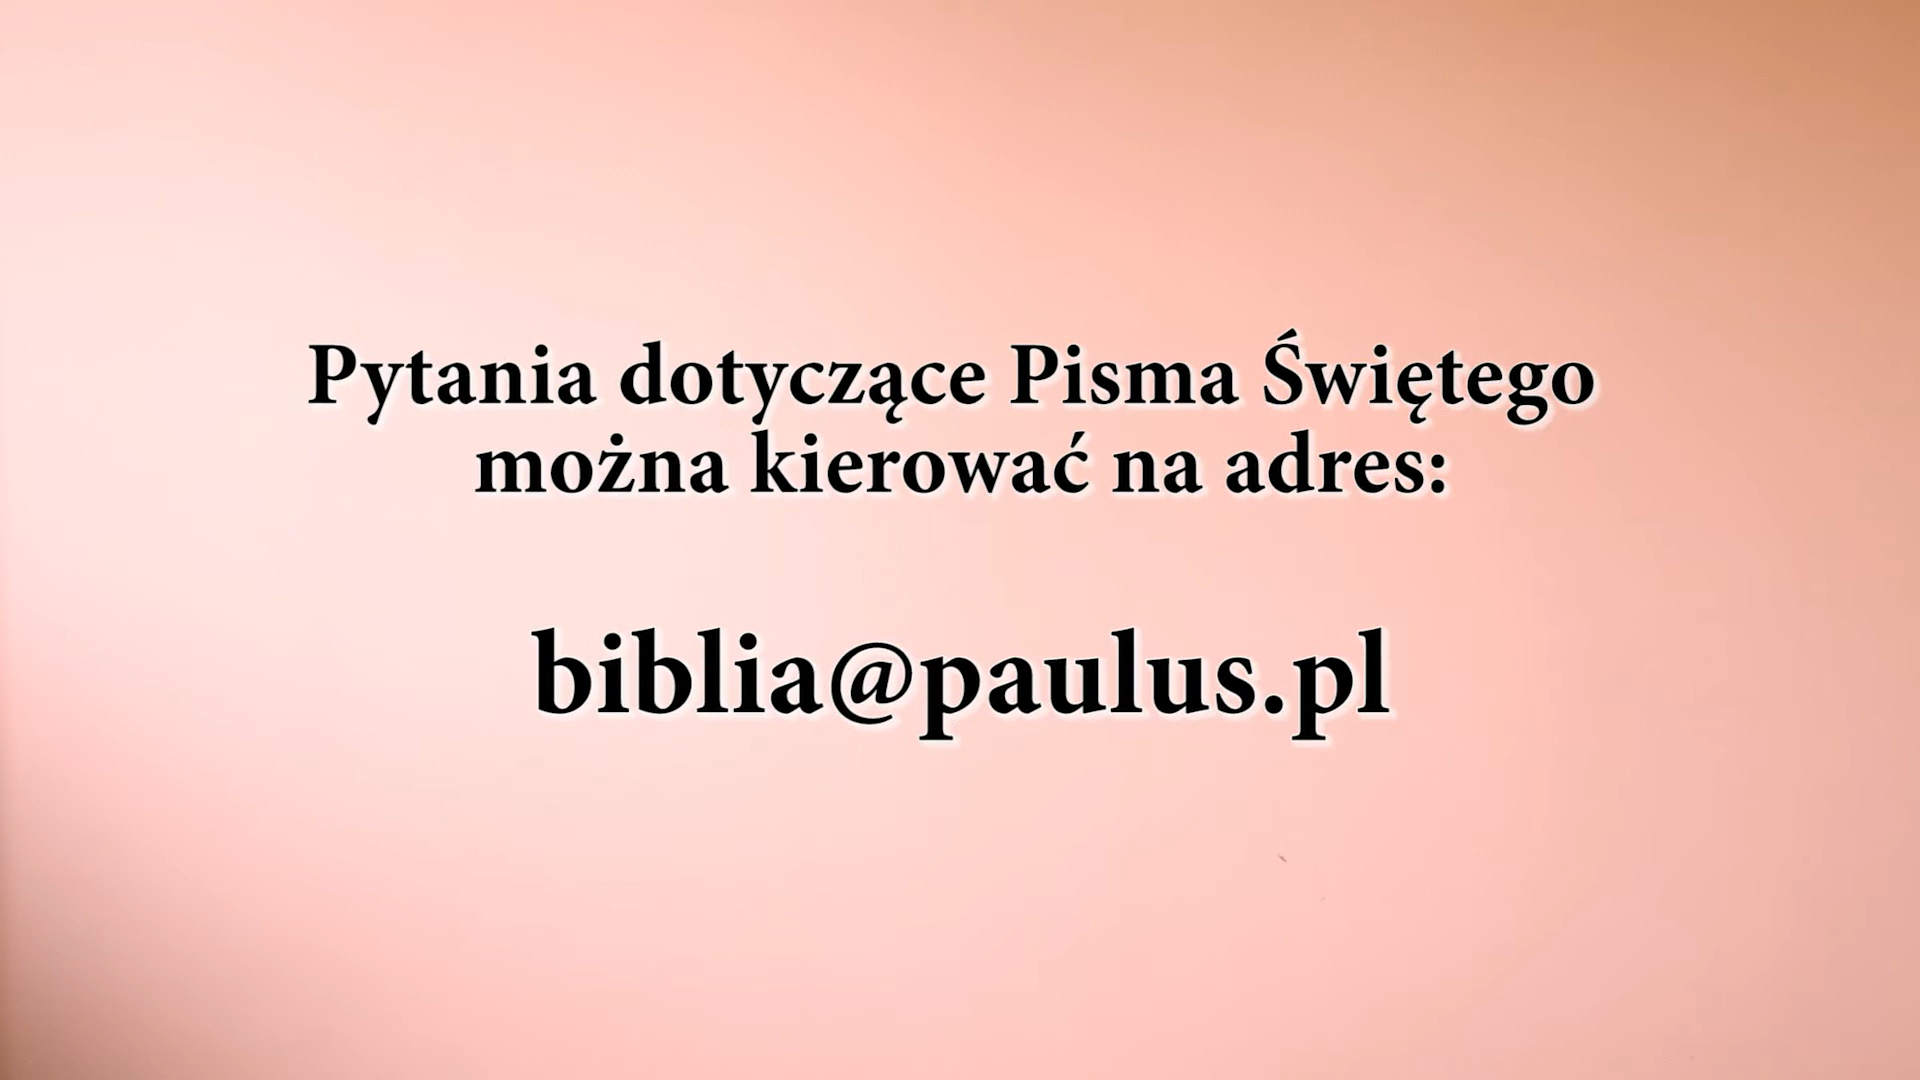 Pytania dotyczące Pisma Świętego
można kierować na adres:
biblia@paulus.pl